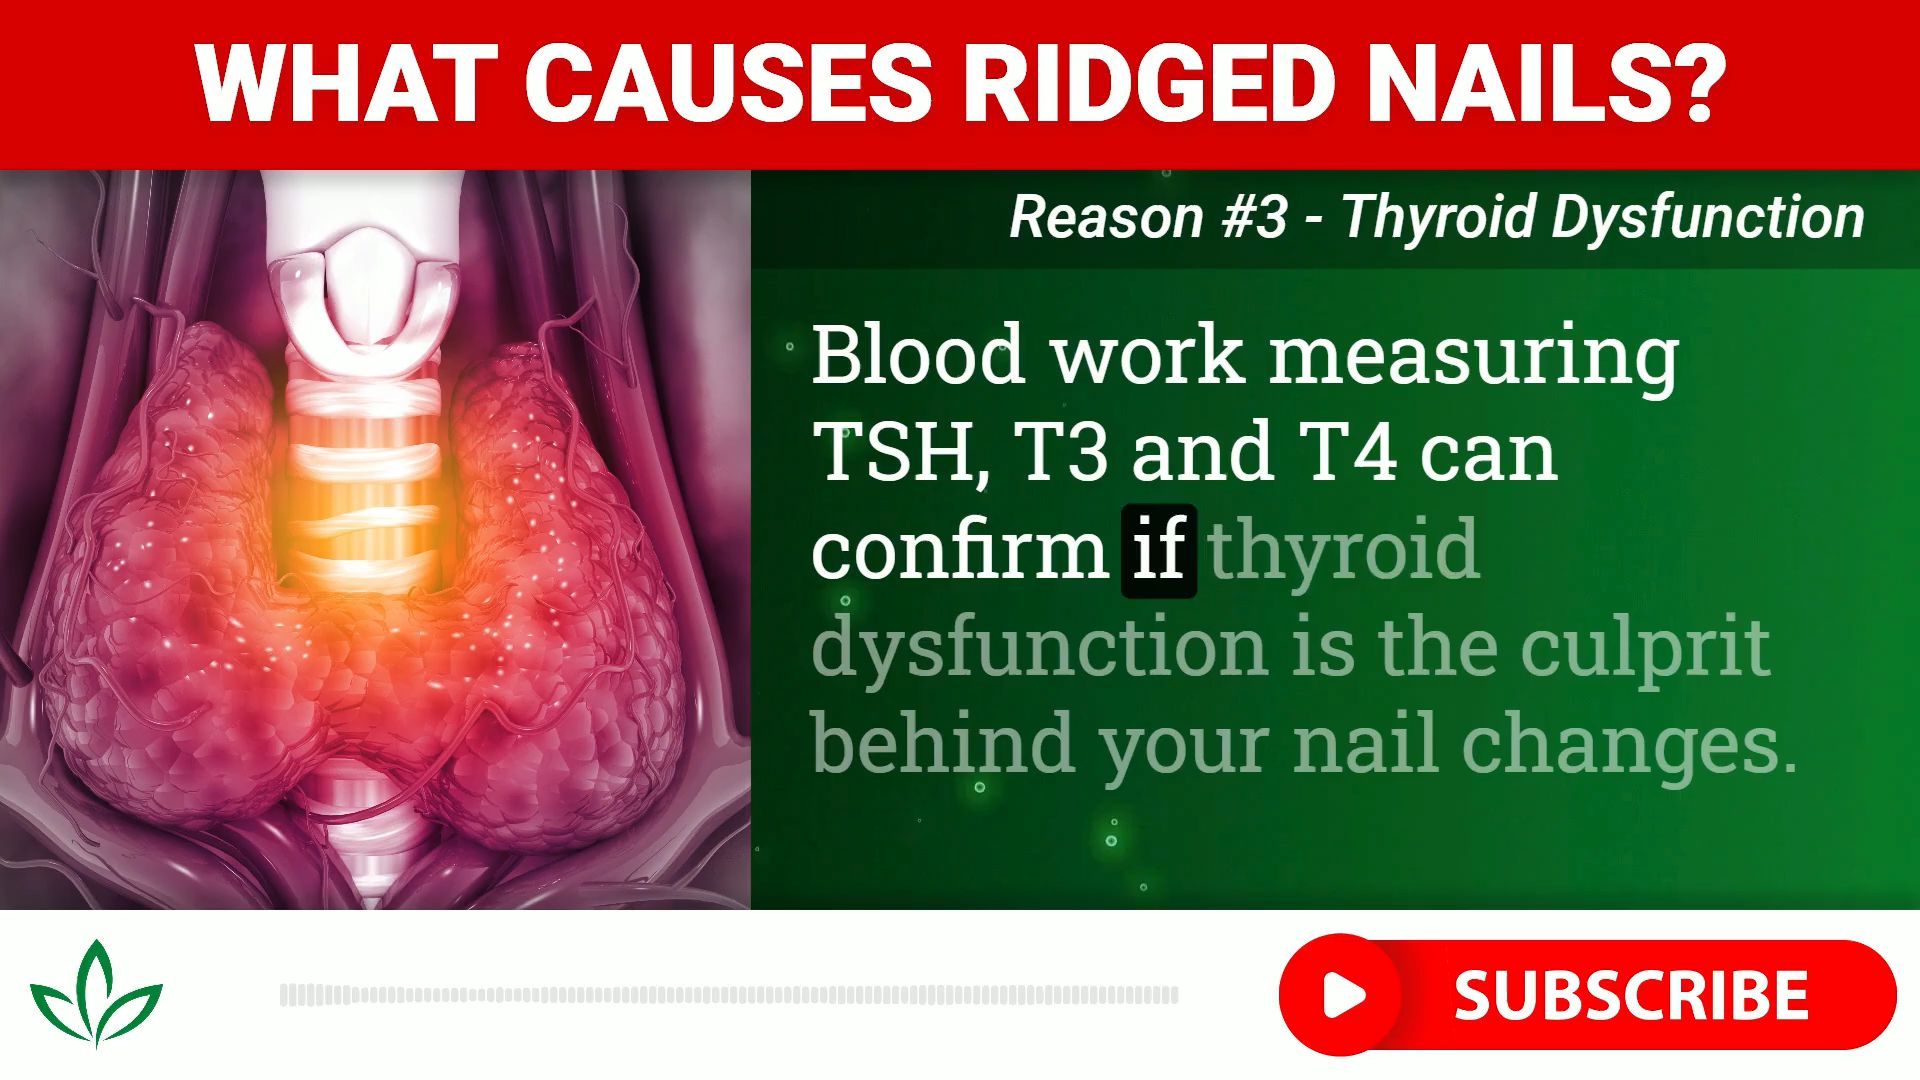 WHAT CAUSES RIDGED NAILS?
Reason #3 - Thyroid Dysfunction
Blood work measuring
TSH, T3 and T4 can
confirm if thyroid
dysfunction is the culprit
behind your nail changes.
SUBSCRIBE